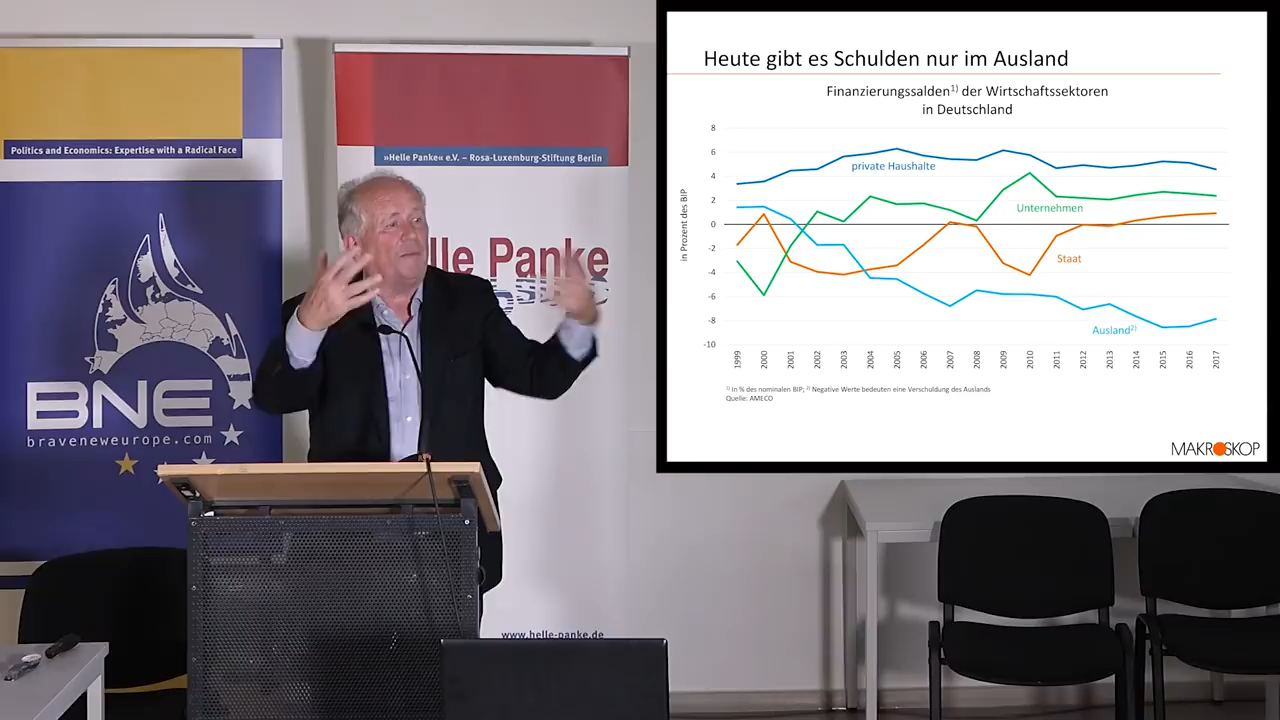 Politics and Economics: Expertise with a Radical Face
BNE
braveneweurope.com
»Helle Panke« e.V. – Rosa-Luxemburg-Stiftung Berlin
lle Panke
www.helle-panke.de
Heute gibt es Schulden nur im Ausland
Finanzierungssalden1) der Wirtschaftssektoren
in Deutschland
in Prozent des BIP
8
6
4
2
0
-2
-4
-6
-8
-10
private Haushalte
Unternehmen
Staat
Ausland2)
1999 2000 2001 2002 2003 2004 2005 2006 2007 2008 2009 2010 2011 2012 2013 2014 2015 2016 2017
1) In % des nominalen BIP; 2) Negative Werte bedeuten eine Verschuldung des Auslands
Quelle: AMECO
MAKROSKOP